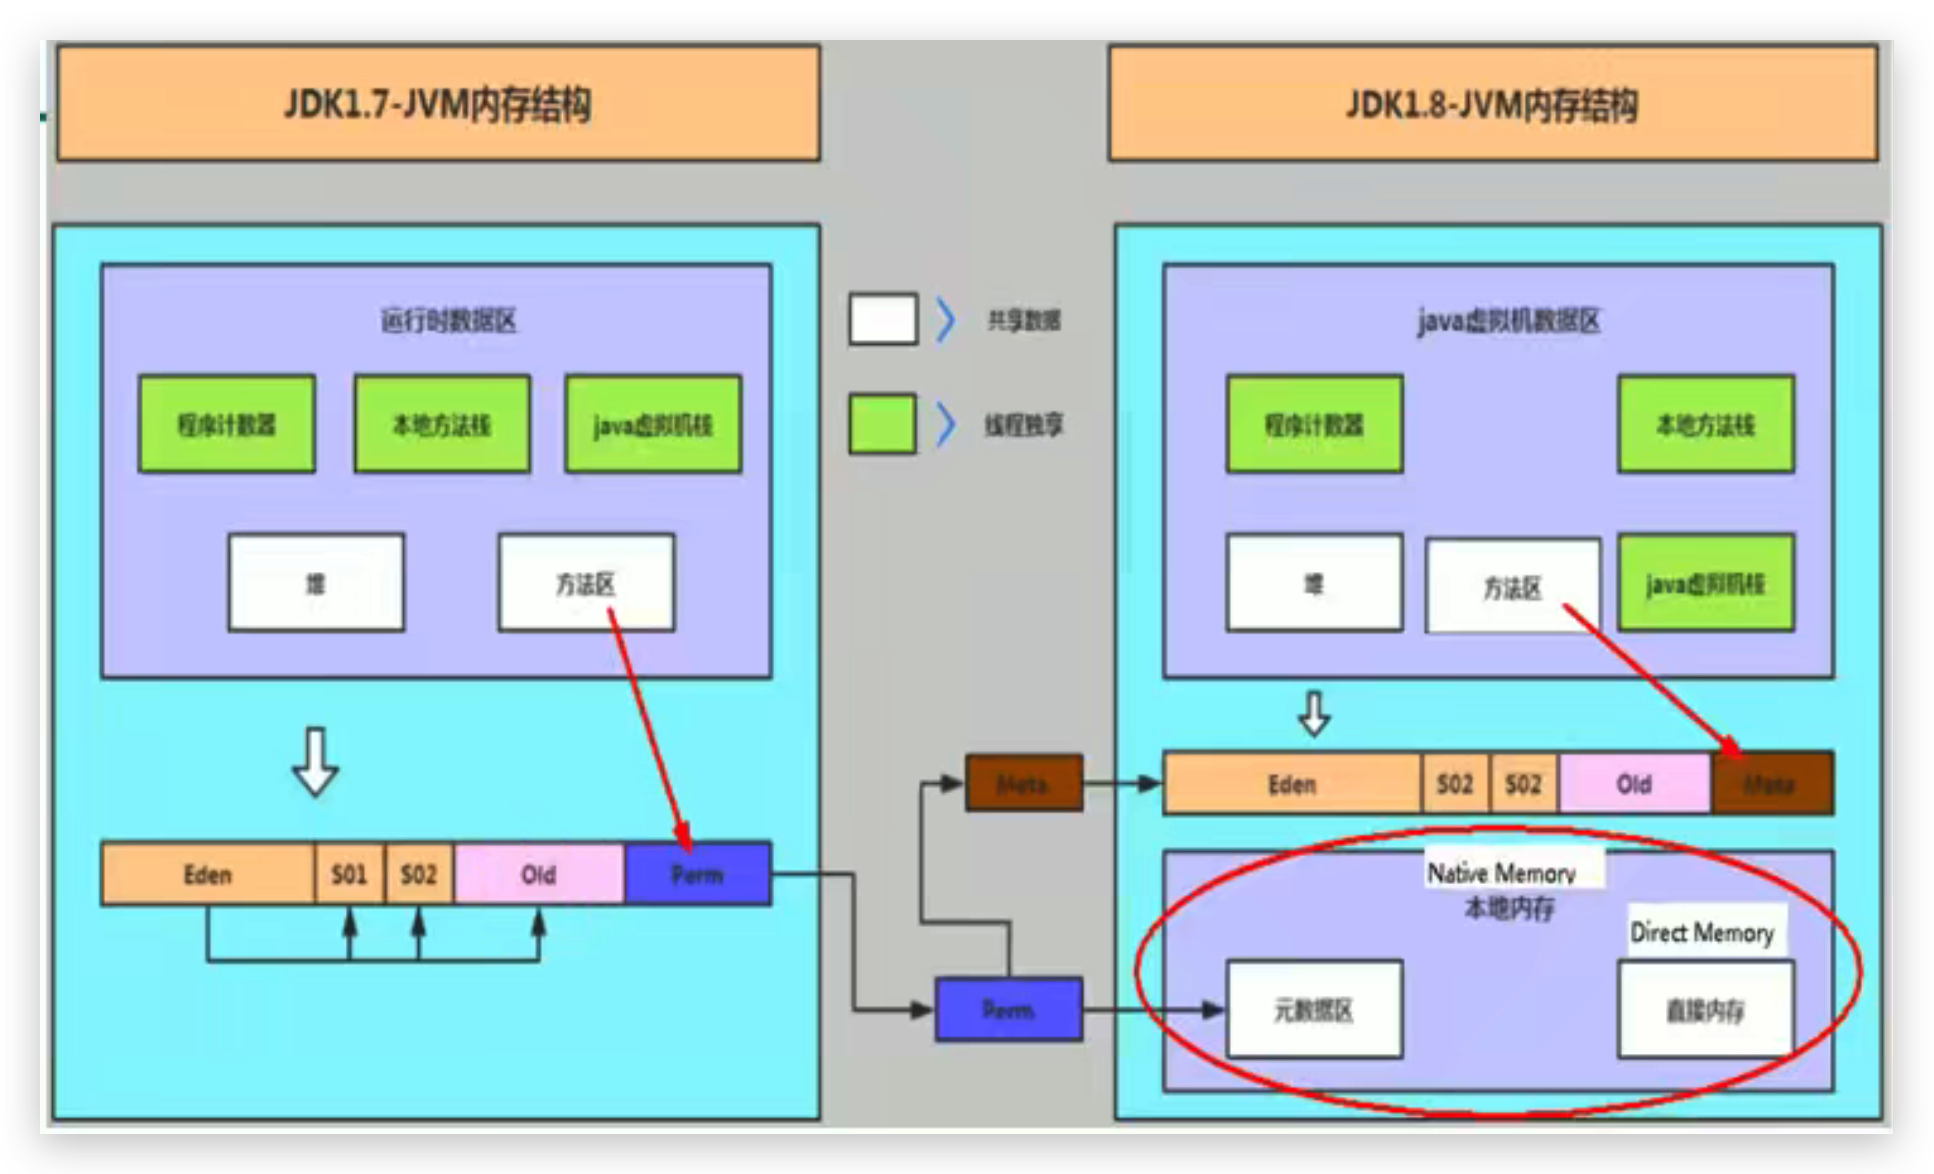 JDK1.7-JVM内存结构
JDK1.8-JVM内存结构
运行时数据区
程序计数器
本地方法栈
java虚拟机栈
堆
方法区
Eden
S01
S02
Old
Perm
共享数据
线程独享
Meta
Perm
java虚拟机数据区
程序计数器
本地方法栈
堆
方法区
java虚拟机栈
Eden
S02
S02
Old
Meta
Native Memory
本地内存
Direct Memory
元数据区
直接内存